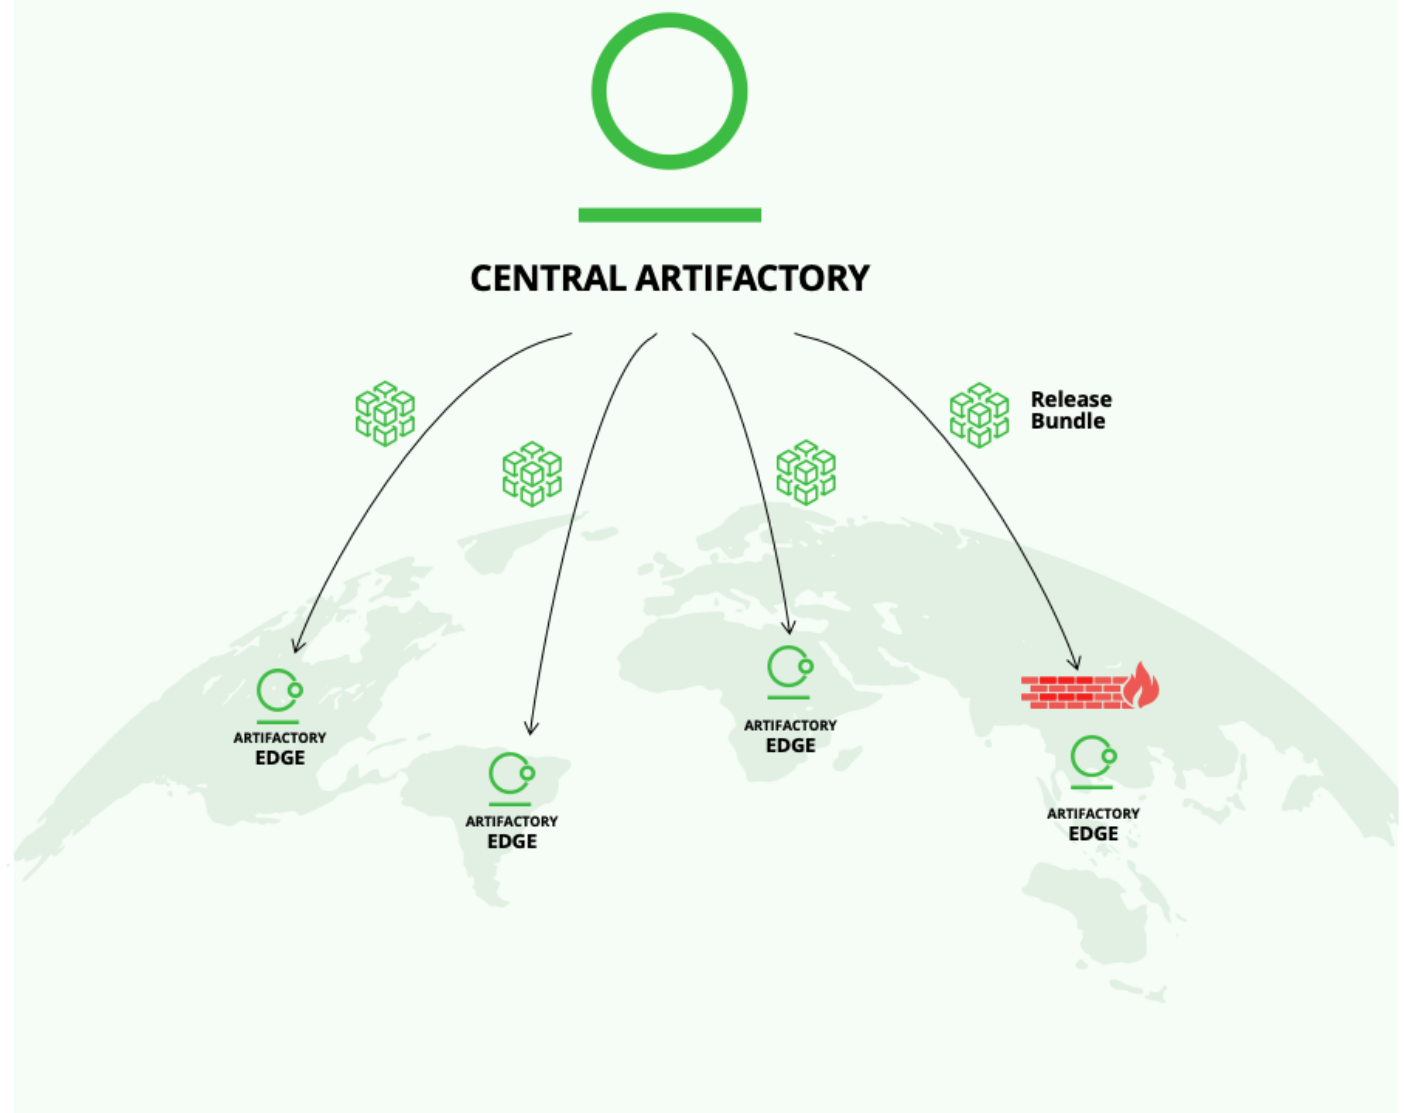 CENTRAL ARTIFACTORY
Release
Bundle
ARTIFACTORY
EDGE
ARTIFACTORY
EDGE
ARTIFACTORY
EDGE
ARTIFACTORY
EDGE